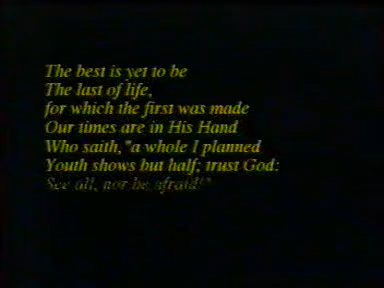 The best is yet to be
The last of life,
for which the first was made
Our times are in His Hand
Who saith,"a whole I planned
Youth shows but half; trust God:
See all, nor be afraid!"